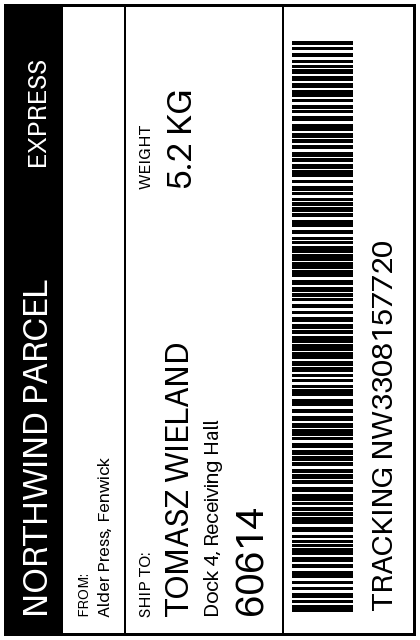 NORTHWIND PARCEL EXPRESS
FROM:
Alder Press, Fenwick
SHIP TO:
TOMASZ WIELAND
Dock 4, Receiving Hall
60614
WEIGHT
5.2 KG
TRACKING NW3308157720